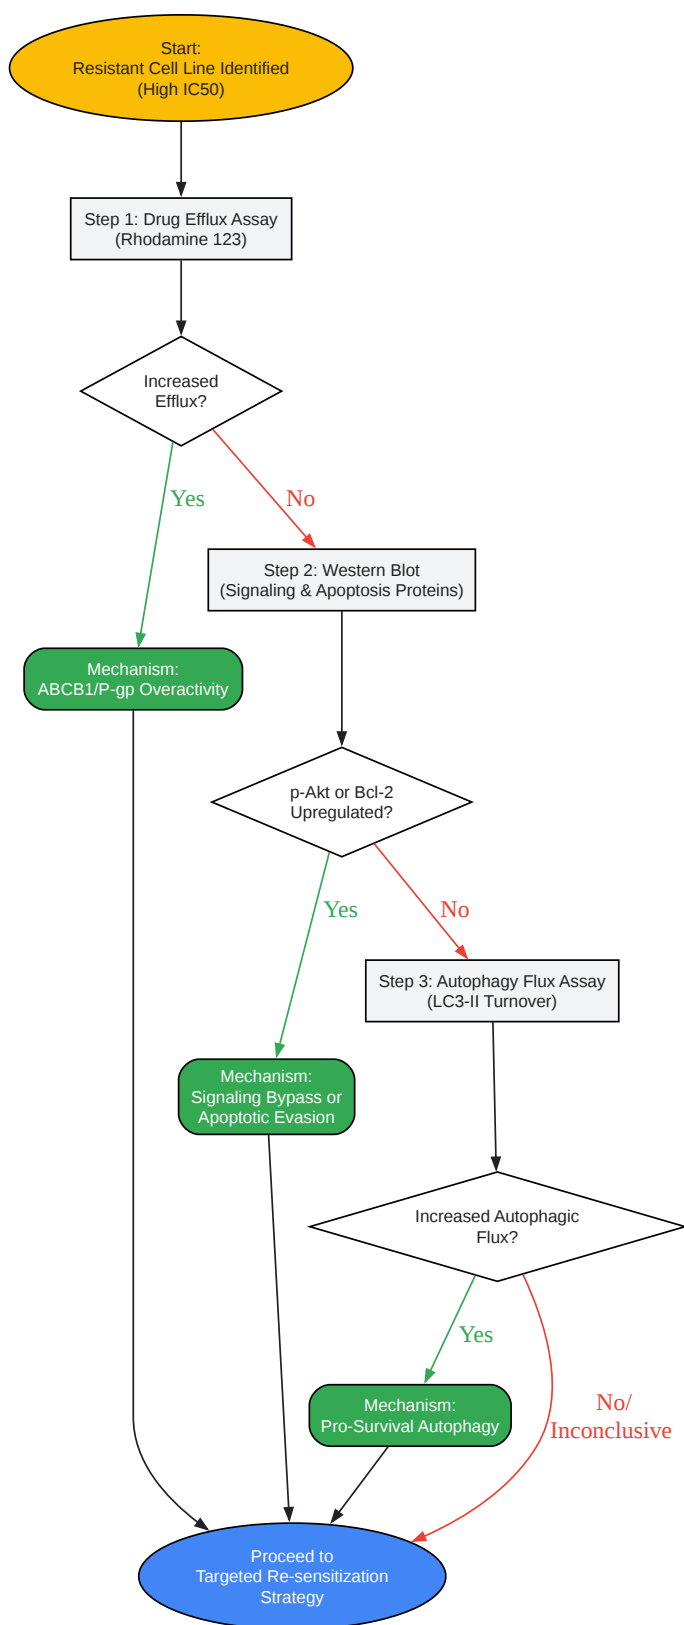 Start:
Resistant Cell Line Identified
(High IC50)
Step 1: Drug Efflux Assay
(Rhodamine 123)
Increased
Efflux?
Yes
No
Step 2: Western Blot
(Signaling & Apoptosis Proteins)
Mechanism:
ABCB1/P-gp Overactivity
p-Akt or Bcl-2
Upregulated?
Yes
No
Step 3: Autophagy Flux Assay
(LC3-II Turnover)
Mechanism:
Signaling Bypass or
Apoptotic Evasion
Increased Autophagic
Flux?
Yes
No/
Inconclusive
Mechanism:
Pro-Survival Autophagy
Proceed to
Targeted Re-sensitization
Strategy